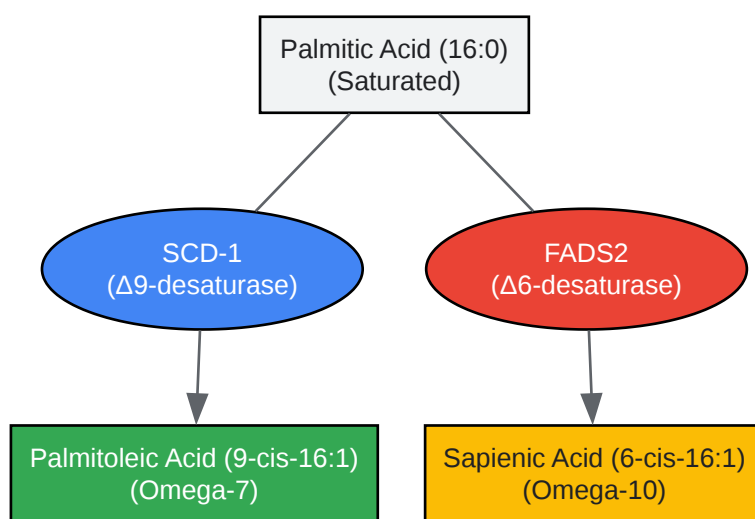 Palmitic Acid (16:0)
(Saturated)
SCD-1
(Δ9-desaturase)
FADS2
(Δ6-desaturase)
Palmitoleic Acid (9-cis-16:1)
(Omega-7)
Sapienic Acid (6-cis-16:1)
(Omega-10)